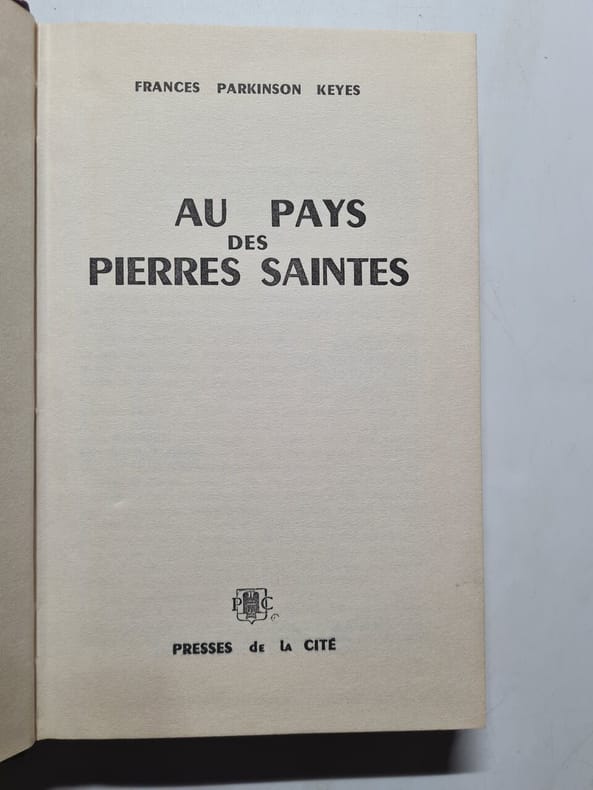 FRANCES PARKINSON KEYES
AU PAYS
DES
PIERRES SAINTES
P C
PRESSES de la CITÉ